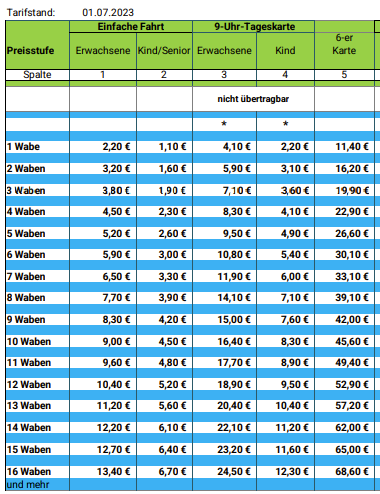 Tarifstand: 01.07.2023
Einfache Fahrt 9-Uhr-Tageskarte
Preisstufe Erwachsene Kind/Senior Erwachsene Kind 6-er Karte
Spalte 1 2 3 4 5
nicht übertragbar
* *
1 Wabe 2,20 € 1,10 € 4,10 € 2,20 € 11,40 €
2 Waben 3,20 € 1,60 € 5,90 € 3,10 € 16,20 €
3 Waben 3,80 € 1,90 € 7,10 € 3,60 € 19,90 €
4 Waben 4,50 € 2,30 € 8,30 € 4,10 € 22,90 €
5 Waben 5,20 € 2,60 € 9,50 € 4,90 € 26,60 €
6 Waben 5,90 € 3,00 € 10,80 € 5,40 € 30,10 €
7 Waben 6,50 € 3,30 € 11,90 € 6,00 € 33,10 €
8 Waben 7,70 € 3,90 € 14,10 € 7,10 € 39,10 €
9 Waben 8,30 € 4,20 € 15,00 € 7,60 € 42,00 €
10 Waben 9,00 € 4,50 € 16,40 € 8,30 € 45,60 €
11 Waben 9,60 € 4,80 € 17,70 € 8,90 € 49,40 €
12 Waben 10,40 € 5,20 € 18,90 € 9,50 € 52,90 €
13 Waben 11,20 € 5,60 € 20,40 € 10,40 € 57,20 €
14 Waben 12,20 € 6,10 € 22,10 € 11,20 € 62,00 €
15 Waben 12,70 € 6,40 € 23,20 € 11,60 € 65,00 €
16 Waben 13,40 € 6,70 € 24,50 € 12,30 € 68,60 €
und mehr